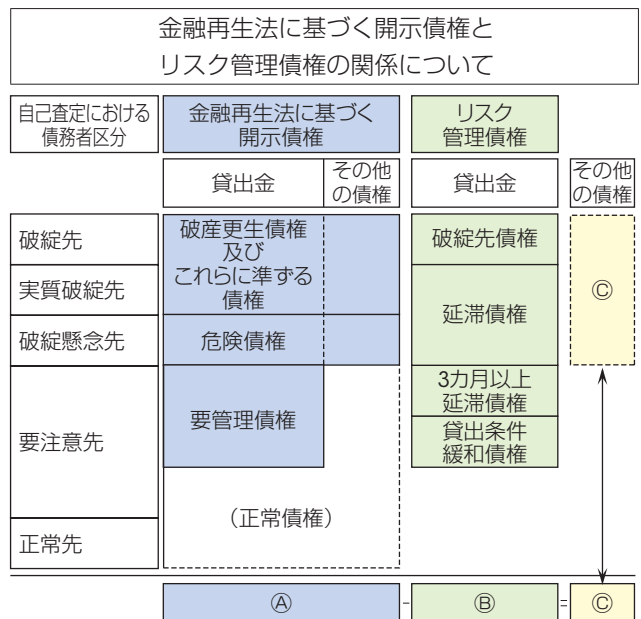 金融再生法に基づく開示債権と
リスク管理債権の関係について
自己査定における
債務者区分
金融再生法に基づく
開示債権
リスク
管理債権
貸出金
その他
の債権
貸出金
その他
の債権
破綻先
実質破綻先
破綻懸念先
要注意先
正常先
破産更生債権
及び
これらに準ずる
債権
危険債権
要管理債権
(正常債権)
破綻先債権
延滞債権
3カ月以上
延滞債権
貸出条件
緩和債権
Ⓒ
Ⓐ - Ⓑ = Ⓒ